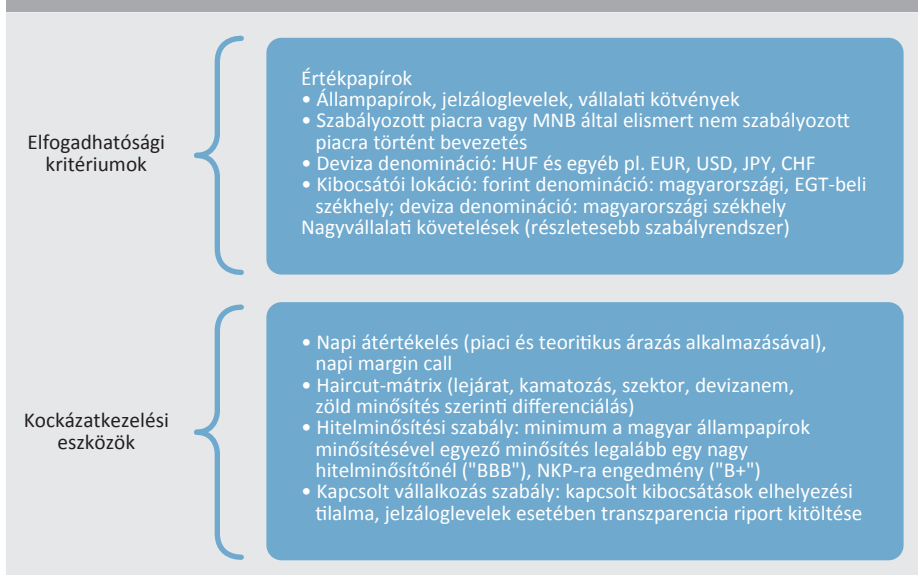 Elfogadhatósági
kritériumok
Értékpapírok
• Állampapírok, jelzáloglevelek, vállalati kötvények
• Szabályozott piacra vagy MNB által elismert nem szabályozott
piacra történt bevezetés
• Deviza denomináció: HUF és egyéb pl. EUR, USD, JPY, CHF
• Kibocsátói lokáció: forint denomináció: magyarországi, EGT-beli
székhely; deviza denomináció: magyarországi székhely
Nagyvállalati követelések (részletesebb szabályrendszer)
Kockázatkezelési
eszközök
• Napi átértékelés (piaci és teoritikus árazás alkalmazásával),
napi margin call
• Haircut-mátrix (lejárat, kamatozás, szektor, devizanem,
zöld minősítés szerinti differenciálás)
• Hitelminősítési szabály: minimum a magyar állampapírok
minősítésével egyező minősítés legalább egy nagy
hitelminősítőnél ("BBB"), NKP-ra engedmény ("B+")
• Kapcsolt vállalkozás szabály: kapcsolt kibocsátások elhelyezési
tilalma, jelzáloglevelek esetében transzparencia riport kitöltése